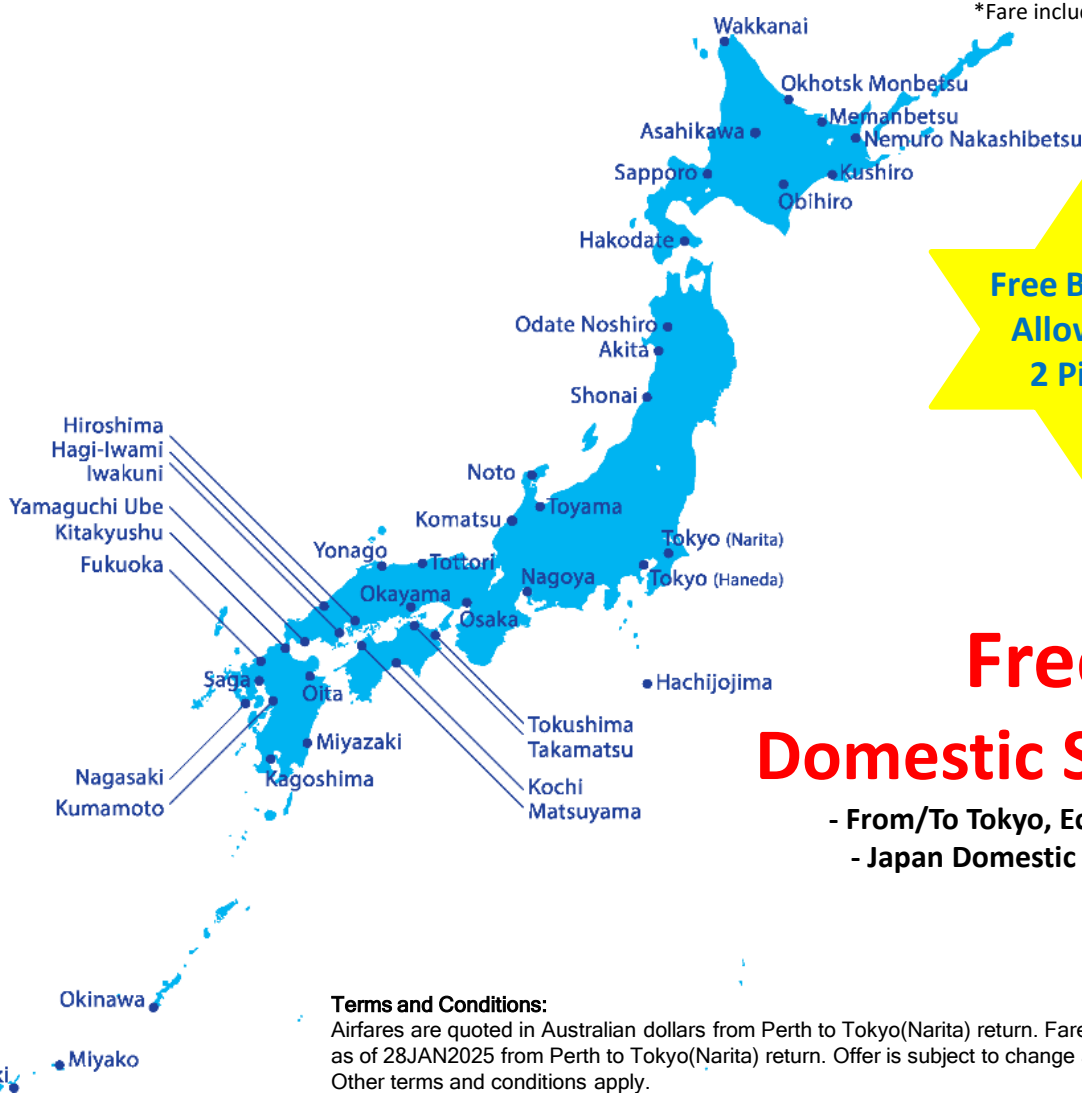 *Fare inclu
Wakkanai
Okhotsk Monbetsu
Memanbetsu
Asahikawa
Nemuro Nakashibetsu
Sapporo
Kushiro
Obihiro
Hakodate
Free B
Allow
2 Pi
Odate Noshiro
Akita
Shonai
Hiroshima
Hagi-Iwami
Iwakuni
Noto
Yamaguchi Ube
Toyama
Komatsu
Kitakyushu
Tokyo (Narita)
Yonago
Fukuoka
Tottori
Nagoya
Tokyo (Haneda)
Okayama
Osaka
Saga
Oita
Hachijojima
Free
Tokushima
Takamatsu
Miyazaki
Domestic S
Nagasaki
Kagoshima
Kochi
Kumamoto
Matsuyama
- From/To Tokyo, Ec
- Japan Domestic
Okinawa
Terms and Conditions:
Airfares are quoted in Australian dollars from Perth to Tokyo(Narita) return. Fare
as of 28JAN2025 from Perth to Tokyo(Narita) return. Offer is subject to change
Other terms and conditions apply.
Miyako
ki